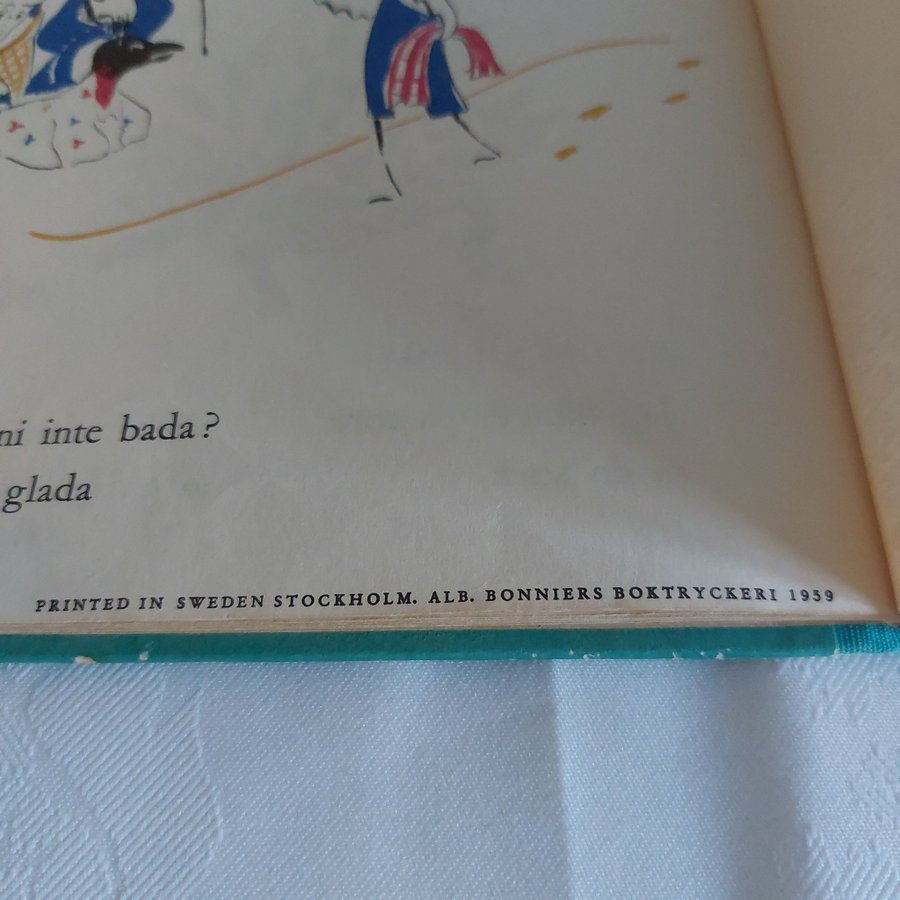 ni inte bada?
glada
PRINTED IN SWEDEN STOCKHOLM. ALB. BONNIERS BOKTRYCKERI 1959